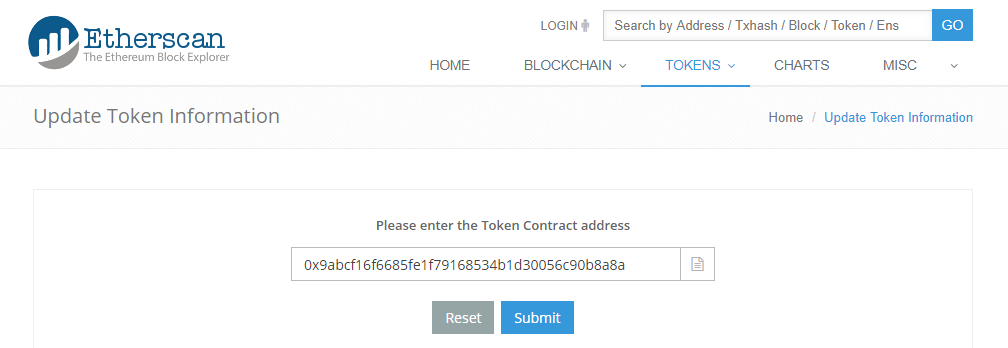 LOGIN
Search by Address / Txhash / Block / Token / Ens
GO
Etherscan
The Ethereum Block Explorer
HOME
BLOCKCHAIN
TOKENS
CHARTS
MISC
Update Token Information
Home / Update Token Information
Please enter the Token Contract address
0x9abcf16f6685fe1f79168534b1d30056c90b8a8a
Reset
Submit